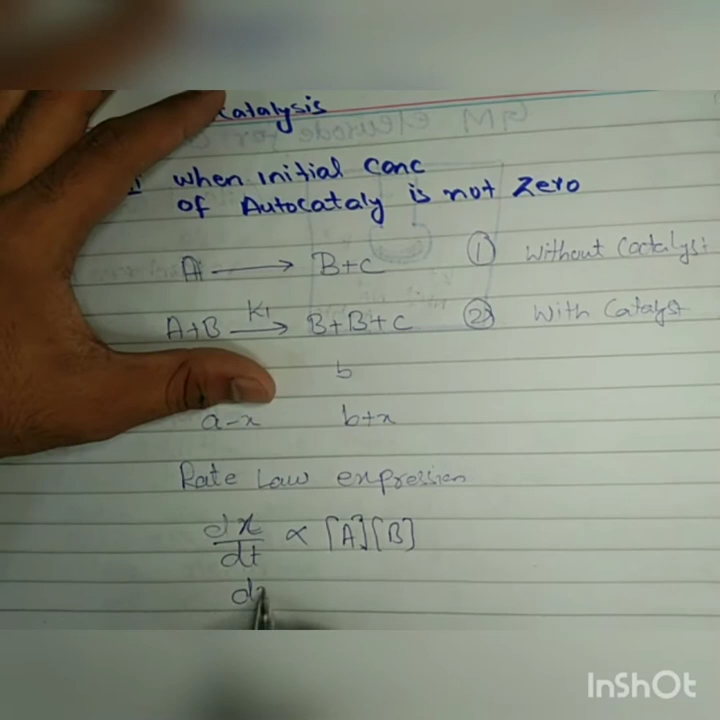 Catalysis
When initial Conc
of Autocataly is not Zero
A ⟶ B+C ① Without Catalyst
A+B —K₁→ B+B+C ② With Catalyst
b
a-x b+x
Rate Law expression
dx/dt ∝ [A][B]
InShOt